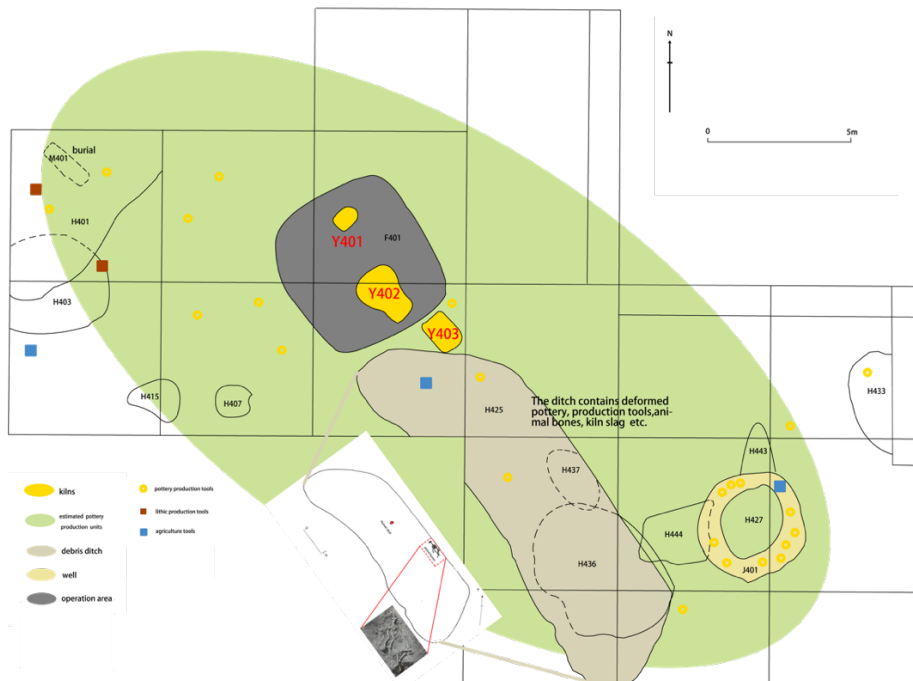 N
0
5m
burial
M401
H401
Y401
F401
Y402
H403
Y403
H415
H407
H425
The ditch contains deformed
pottery, production tools,ani-
mal bones, kiln slag etc.
H433
H443
H437
H427
H444
H436
J401
kilns
estimated pottery
production units
debris ditch
well
operation area
pottery production tools
lithic production tools
agriculture tools